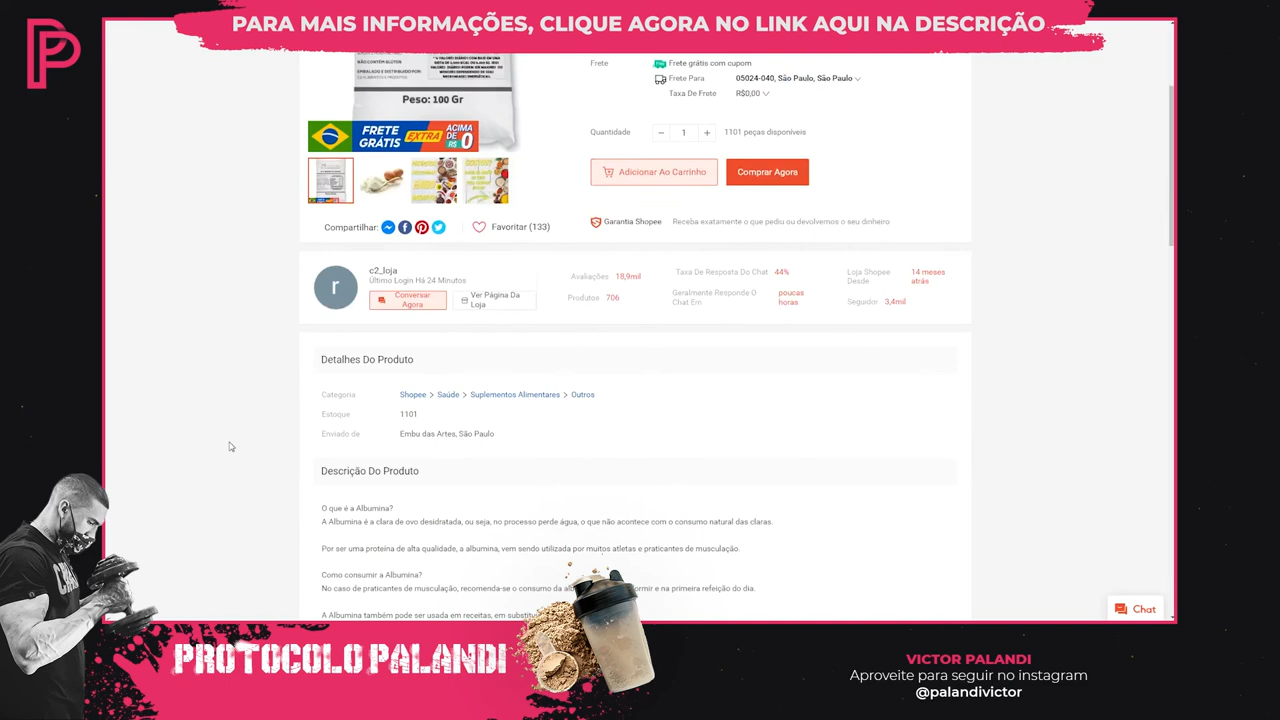 PARA MAIS INFORMAÇÕES, CLIQUE AGORA NO LINK AQUI NA DESCRIÇÃO
NÃO CONTÉM GLÚTEN
EMBALADO E DISTRIBUIDO POR:
Peso: 100 Gr
FRETE GRÁTIS EXTRA ACIMA DE R$ 0
Compartilhar:
Favoritar (133)
Frete
Frete grátis com cupom
Frete Para 05024-040, São Paulo, São Paulo
Taxa De Frete R$0,00
Quantidade − 1 + 1101 peças disponíveis
Adicionar Ao Carrinho
Comprar Agora
Garantia Shopee Receba exatamente o que pediu ou devolvemos o seu dinheiro
r
c2_loja
Último Login Há 24 Minutos
Conversar Agora
Ver Página Da Loja
Avaliações 18,9mil
Produtos 706
Taxa De Resposta Do Chat 44%
Geralmente Responde O Chat Em poucas horas
Loja Shopee Desde 14 meses atrás
Seguidor 3,4mil
Detalhes Do Produto
Categoria Shopee > Saúde > Suplementos Alimentares > Outros
Estoque 1101
Enviado de Embu das Artes, São Paulo
Descrição Do Produto
O que é a Albumina?
A Albumina é a clara de ovo desidratada, ou seja, no processo perde água, o que não acontece com o consumo natural das claras.
Por ser uma proteína de alta qualidade, a albumina, vem sendo utilizada por muitos atletas e praticantes de musculação.
Como consumir a Albumina?
No caso de praticantes de musculação, recomenda-se o consumo da ormir e na primeira refeição do dia.
A Albumina também pode ser usada em receitas, em
Chat
PROTOCOLO PALANDI
VICTOR PALANDI
Aproveite para seguir no instagram
@palandivictor